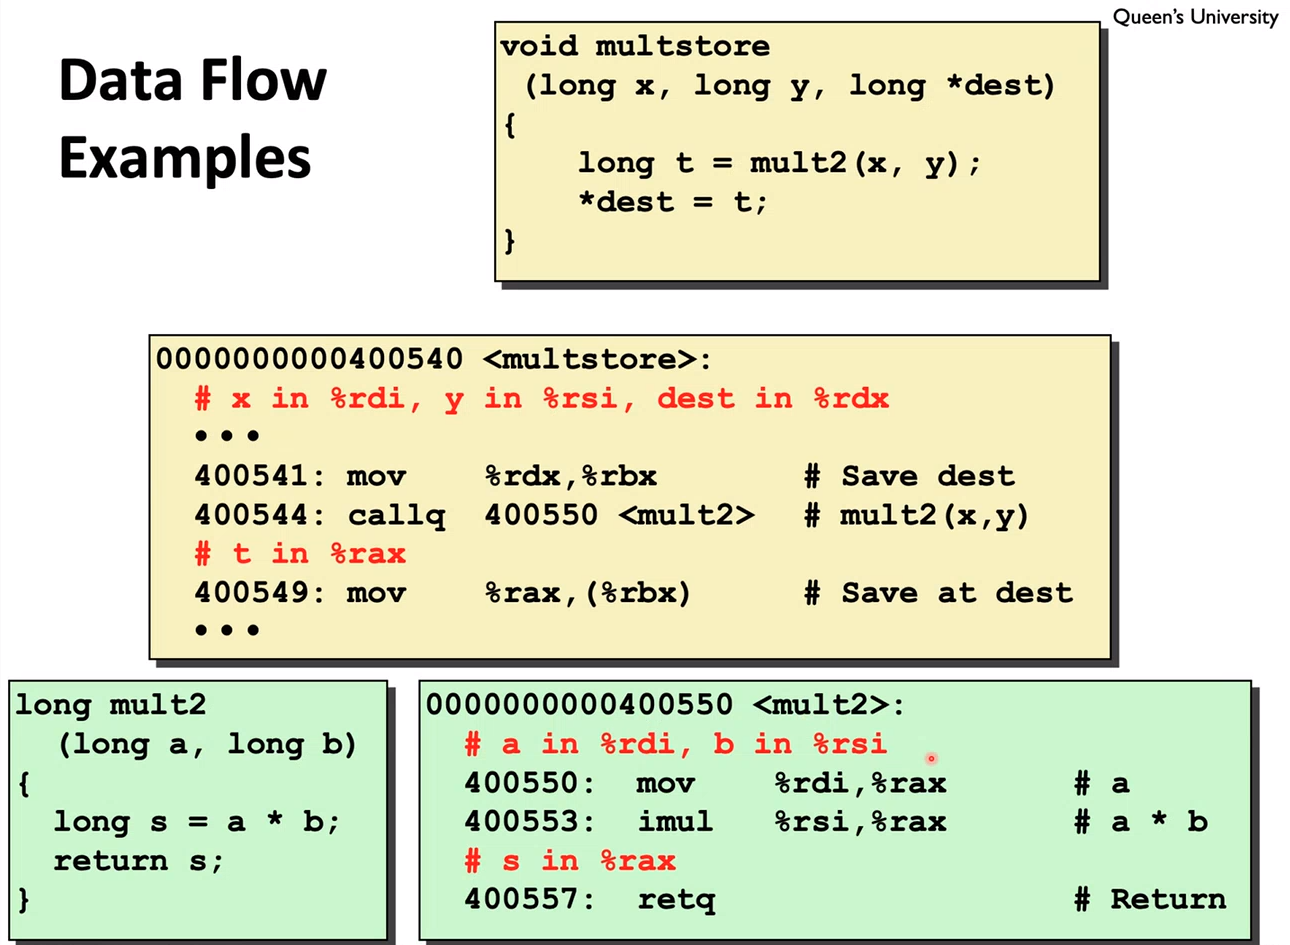 Queen's University
Data Flow
Examples
void multstore
(long x, long y, long *dest)
{
long t = mult2(x, y);
*dest = t;
}
0000000000400540 <multstore>:
# x in %rdi, y in %rsi, dest in %rdx
• • •
400541: mov %rdx,%rbx # Save dest
400544: callq 400550 <mult2> # mult2(x,y)
# t in %rax
400549: mov %rax,(%rbx) # Save at dest
• • •
long mult2
(long a, long b)
{
long s = a * b;
return s;
}
0000000000400550 <mult2>:
# a in %rdi, b in %rsi
400550: mov %rdi,%rax # a
400553: imul %rsi,%rax # a * b
# s in %rax
400557: retq # Return